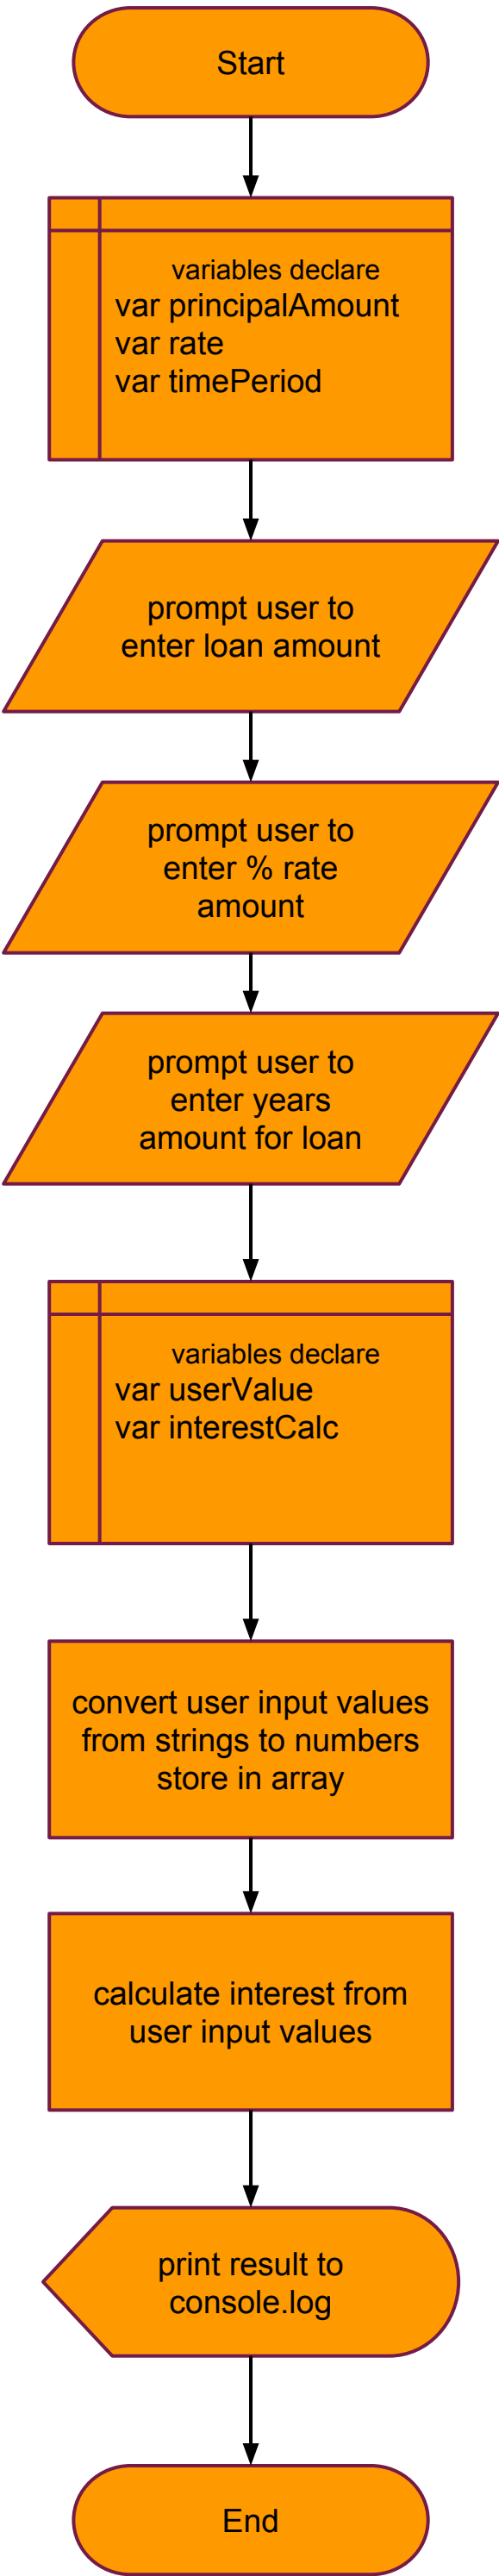 Start
variables declare
var principalAmount
var rate
var timePeriod
prompt user to
enter loan amount
prompt user to
enter % rate
amount
prompt user to
enter years
amount for loan
variables declare
var userValue
var interestCalc
convert user input values
from strings to numbers
store in array
calculate interest from
user input values
print result to
console.log
End